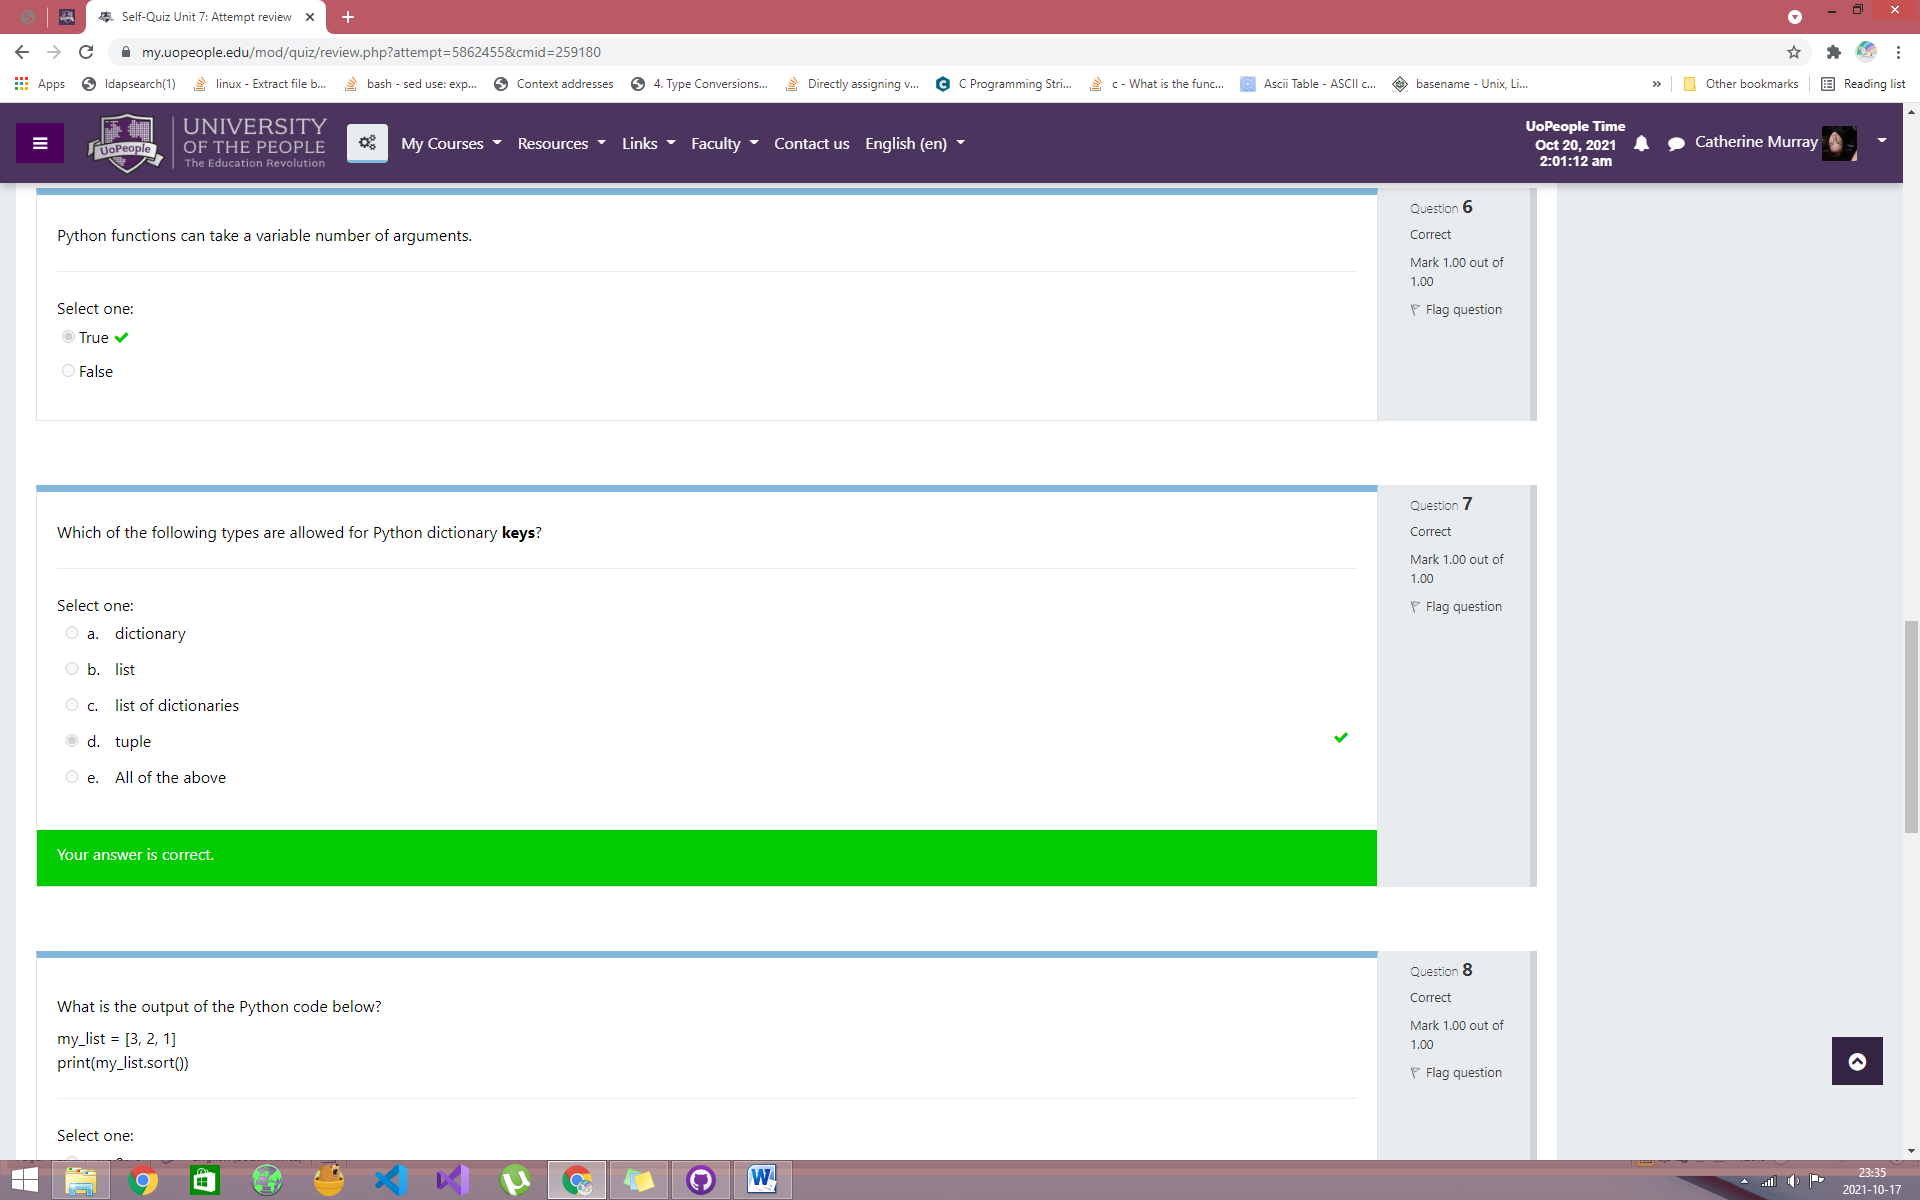 Self-Quiz Unit 7: Attempt review
my.uopeople.edu/mod/quiz/review.php?attempt=5862455&cmid=259180
Apps
ldapsearch(1)
linux - Extract file b...
bash - sed use: exp...
Context addresses
4. Type Conversions...
Directly assigning v...
C Programming Stri...
c - What is the func...
Ascii Table - ASCII c...
basename - Unix, Li...
»
Other bookmarks
Reading list
UoPeople
UNIVERSITY
OF THE PEOPLE
The Education Revolution
My Courses
Resources
Links
Faculty
Contact us
English (en)
UoPeople Time
Oct 20, 2021
2:01:12 am
Catherine Murray
Python functions can take a variable number of arguments.
Select one:
True
False
Question 6
Correct
Mark 1.00 out of
1.00
Flag question
Which of the following types are allowed for Python dictionary keys?
Select one:
a. dictionary
b. list
c. list of dictionaries
d. tuple
e. All of the above
Your answer is correct.
Question 7
Correct
Mark 1.00 out of
1.00
Flag question
What is the output of the Python code below?
my_list = [3, 2, 1]
print(my_list.sort())
Select one:
Question 8
Correct
Mark 1.00 out of
1.00
Flag question
23:35
2021-10-17